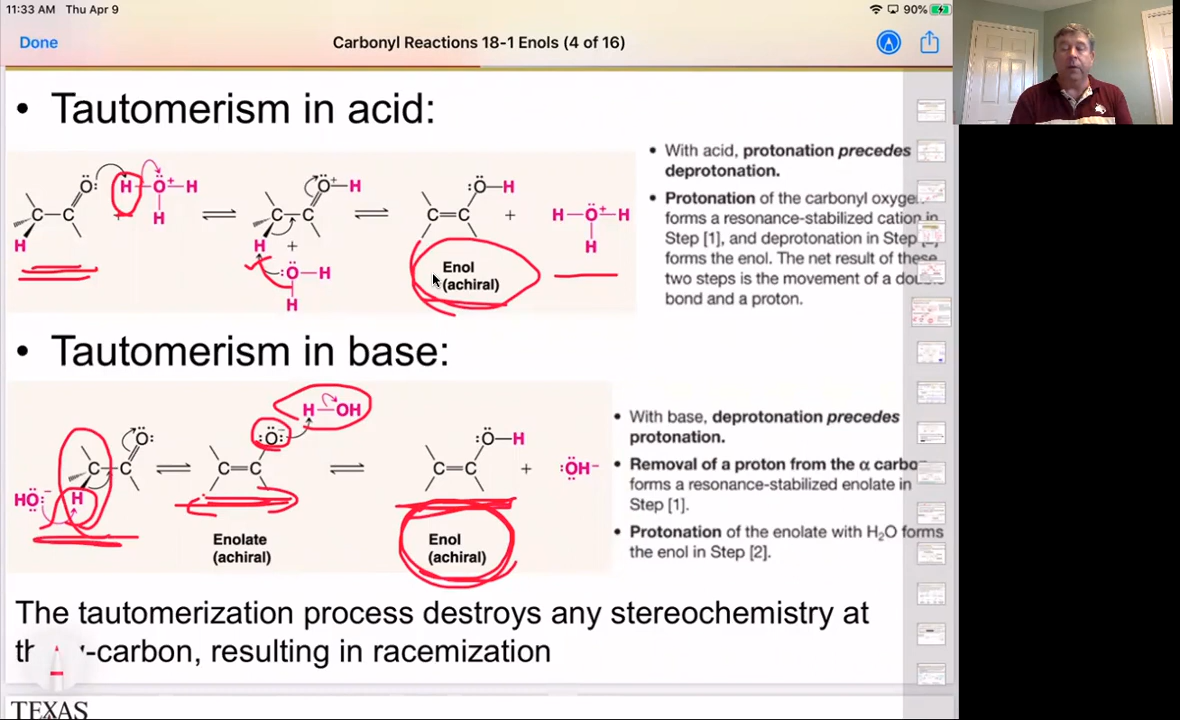 11:33 AM Thu Apr 9
90%
Done
Carbonyl Reactions 18-1 Enols (4 of 16)
• Tautomerism in acid:
Ö:
H–Ö⁺–H
H
C–C
H
Ö⁺–H
C–C
H
+
:Ö–H
H
:Ö–H
C=C
+
H–Ö⁺–H
H
Enol
(achiral)
• With acid, protonation precedes
deprotonation.
• Protonation of the carbonyl
forms a resonance-stabilized cation in
Step [1], and deprotonation in Step
forms the enol. The net result of these
two steps is the movement of a
bond and a proton.
• Tautomerism in base:
Ö:
C–C
HÖ:⁻
H
:Ö:⁻
H–OH
C=C
Enolate
(achiral)
:Ö–H
C=C
+
:ÖH⁻
Enol
(achiral)
• With base, deprotonation precedes
protonation.
• Removal of a proton from the α
forms a resonance-stabilized enolate in
Step [1].
• Protonation of the enolate with H₂O forms
the enol in Step [2].
The tautomerization process destroys any stereochemistry at
-carbon, resulting in racemization
TEXAS